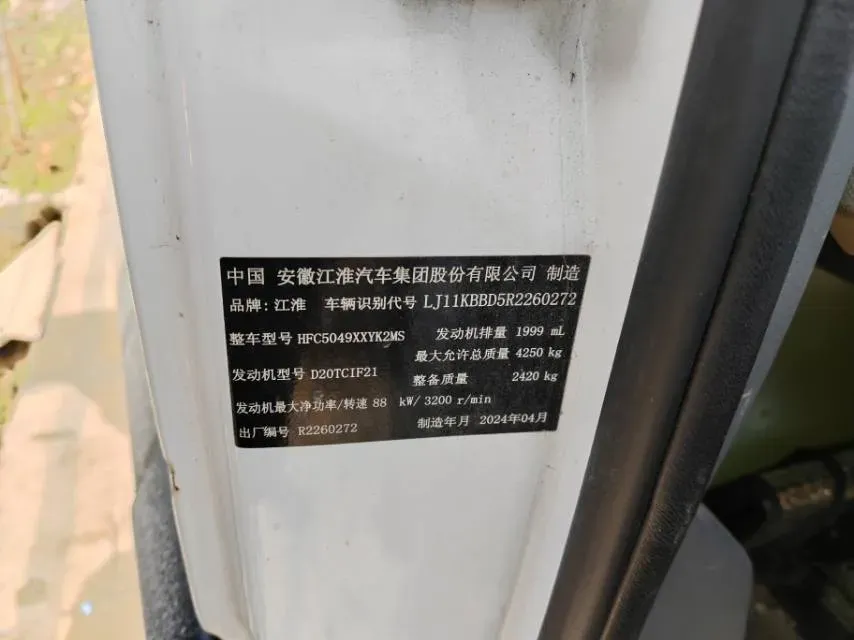 中国 安徽江淮汽车集团股份有限公司 制造
品牌: 江淮 车辆识别代号 LJ11KBBD5R2260272
整车型号 HFC5049XXYK2MS 发动机排量 1999 mL
最大允许总质量 4250 kg
发动机型号 D20TCIF21 整备质量 2420 kg
发动机最大净功率/转速 88 kW/ 3200 r/min
出厂编号 R2260272 制造年月 2024年04月